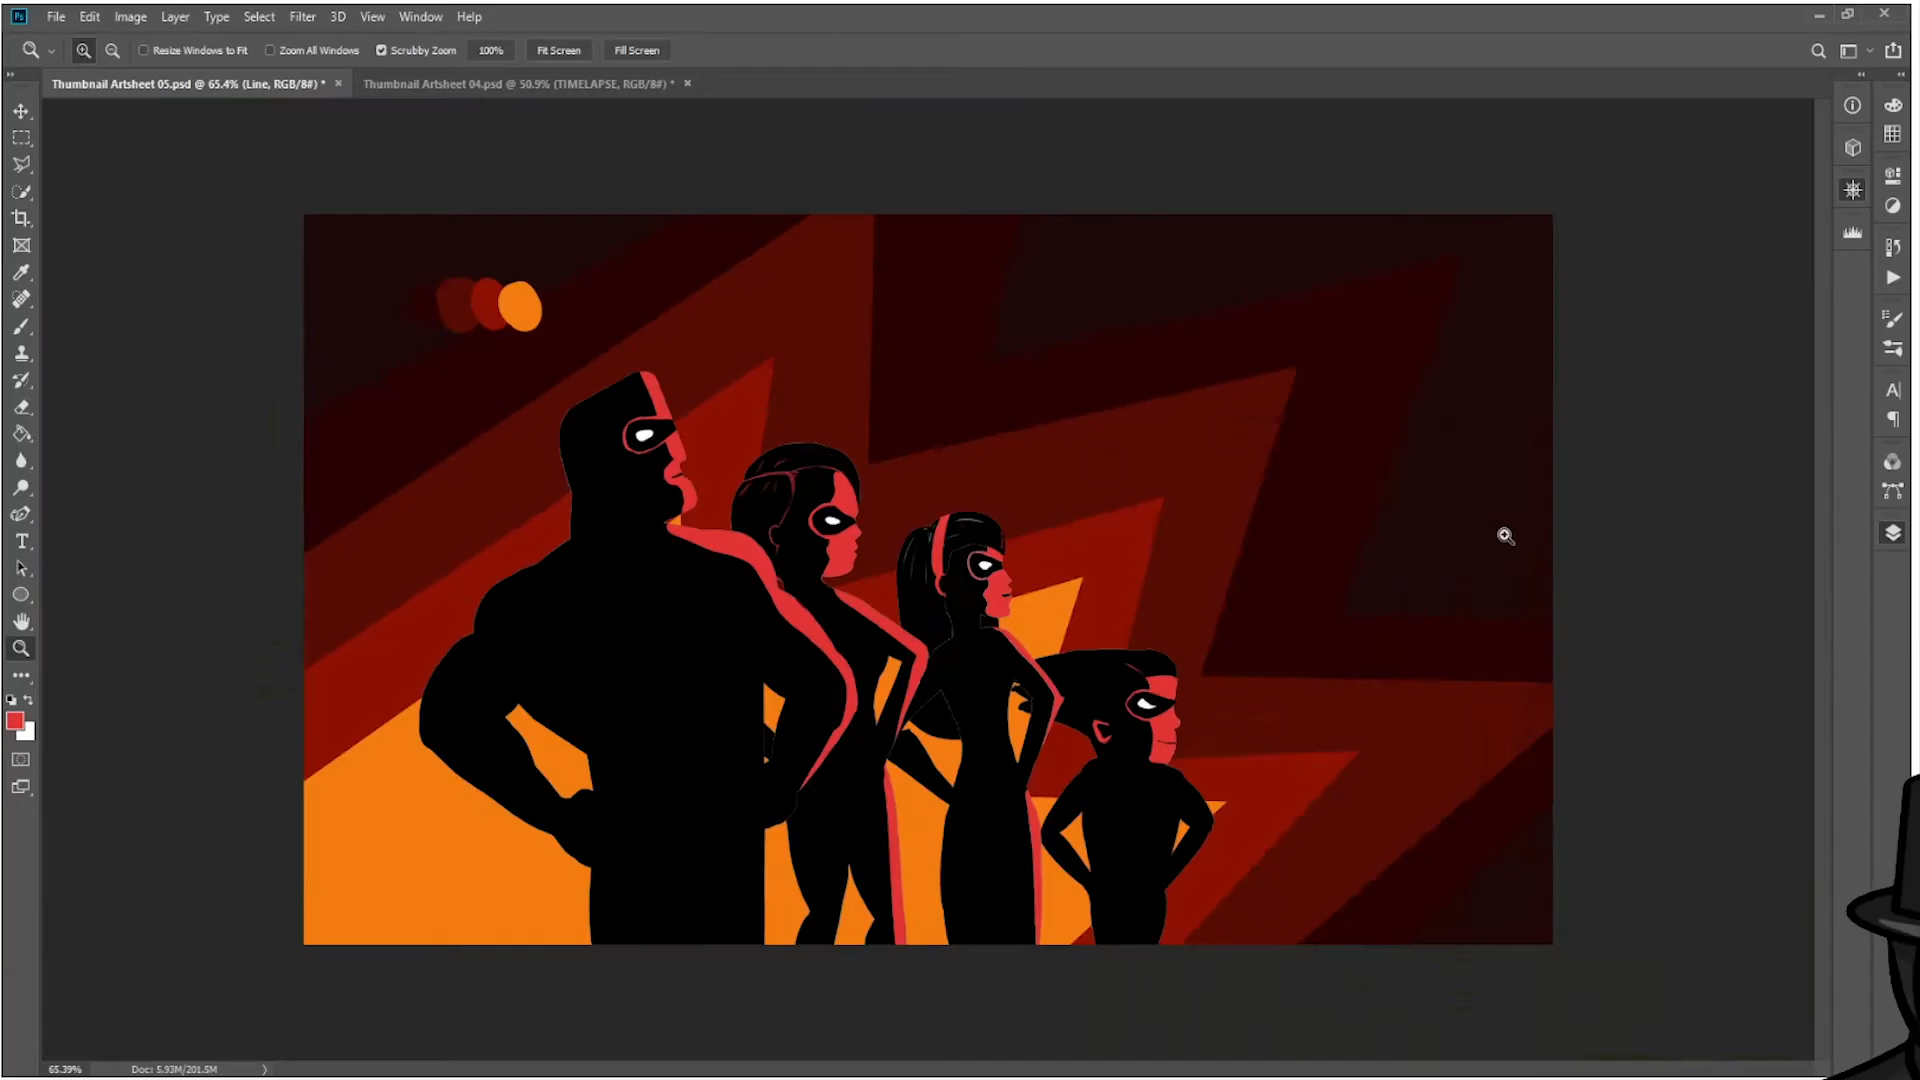 Ps File Edit Image Layer Type Select Filter 3D View Window Help
Resize Windows to Fit Zoom All Windows Scrubby Zoom 100% Fit Screen Fill Screen
Thumbnail Artsheet 05.psd @ 65.4% (Line, RGB/8#) * Thumbnail Artsheet 04.psd @ 50.9% (TIMELAPSE, RGB/8#) *
65.39% Doc: 5.93M/201.5M